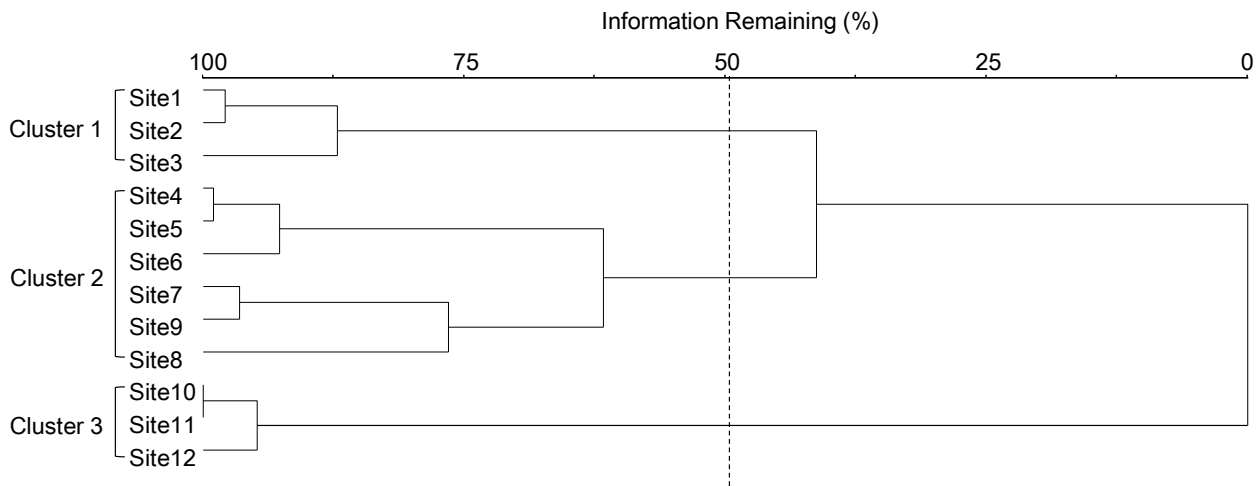 Information Remaining (%)
100 75 50 25 0
Cluster 1
Site1
Site2
Site3
Cluster 2
Site4
Site5
Site6
Site7
Site9
Site8
Cluster 3
Site10
Site11
Site12